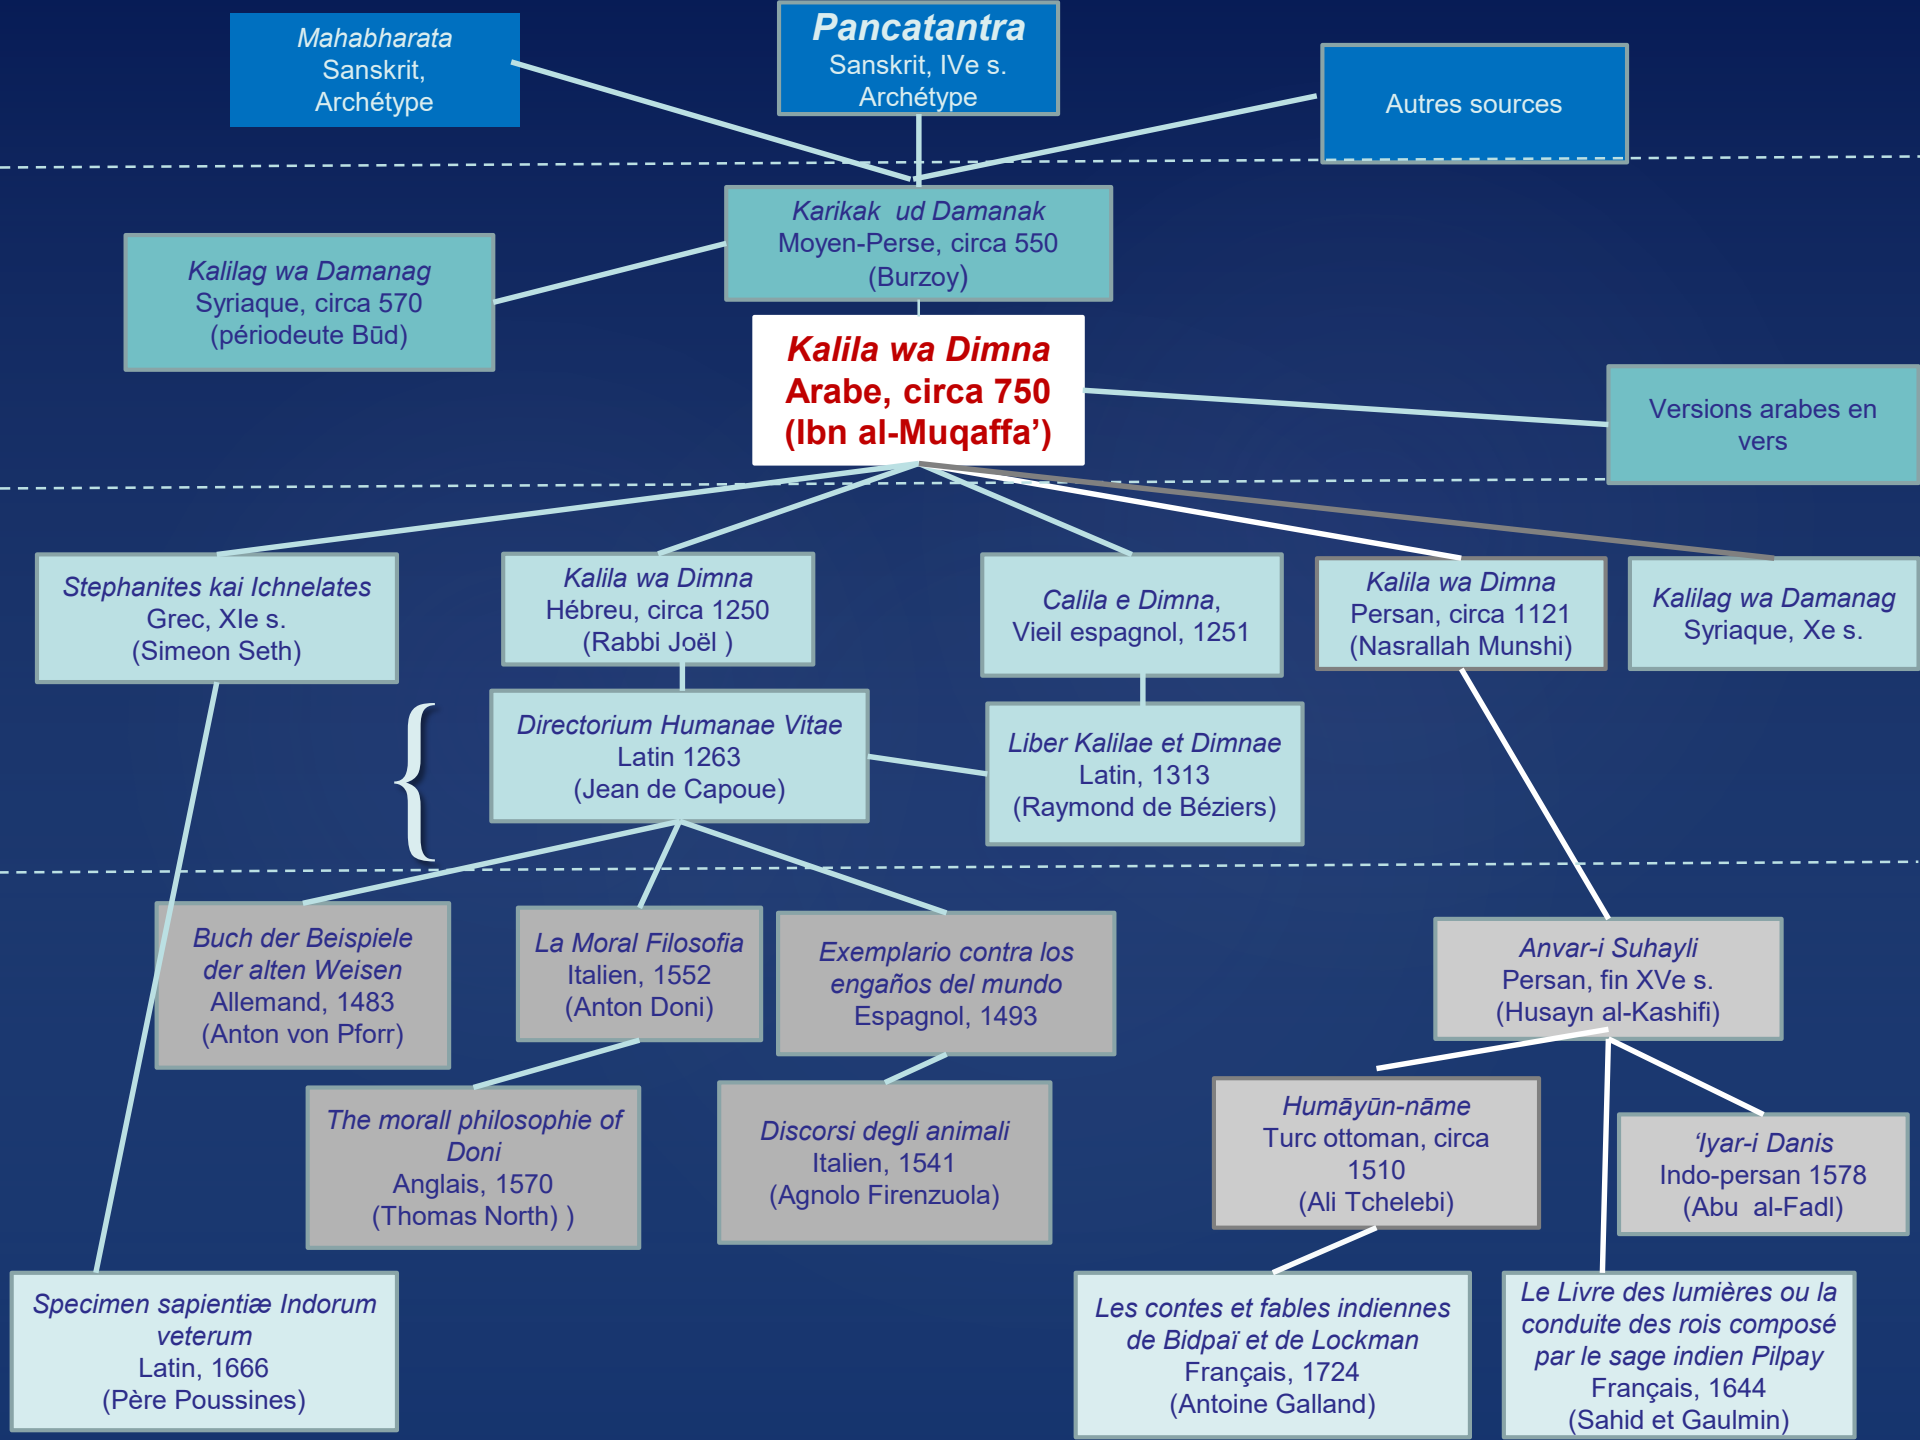 Mahabharata
Sanskrit,
Archétype
Pancatantra
Sanskrit, IVe s.
Archétype
Autres sources
Karikak  ud Damanak
Moyen-Perse, circa 550
(Burzoy)
Kalilag wa Damanag
Syriaque, circa 570
(périodeute Būd)
Kalila wa Dimna
Arabe, circa 750
(Ibn al-Muqaffa’)
Versions arabes en
vers
Stephanites kai Ichnelates
Grec, XIe s.
(Simeon Seth)
Kalila wa Dimna
Hébreu, circa 1250
(Rabbi Joël )
Calila e Dimna,
Vieil espagnol, 1251
Kalila wa Dimna
Persan, circa 1121
(Nasrallah Munshi)
Kalilag wa Damanag
Syriaque, Xe s.
{
Directorium Humanae Vitae
Latin 1263
(Jean de Capoue)
Liber Kalilae et Dimnae
Latin, 1313
(Raymond de Béziers)
Buch der Beispiele
der alten Weisen
Allemand, 1483
(Anton von Pforr)
La Moral Filosofia
Italien, 1552
(Anton Doni)
Exemplario contra los
engaños del mundo
Espagnol, 1493
Anvar-i Suhayli
Persan, fin XVe s.
(Husayn al-Kashifi)
The morall philosophie of
Doni
Anglais, 1570
(Thomas North) )
Discorsi degli animali
Italien, 1541
(Agnolo Firenzuola)
Humāyūn-nāme
Turc ottoman, circa
1510
(Ali Tchelebi)
‘Iyar-i Danis
Indo-persan 1578
(Abu  al-Fadl)
Specimen sapientiæ Indorum
veterum
Latin, 1666
(Père Poussines)
Les contes et fables indiennes
de Bidpaï et de Lockman
Français, 1724
(Antoine Galland)
Le Livre des lumières ou la
conduite des rois composé
par le sage indien Pilpay
Français, 1644
(Sahid et Gaulmin)